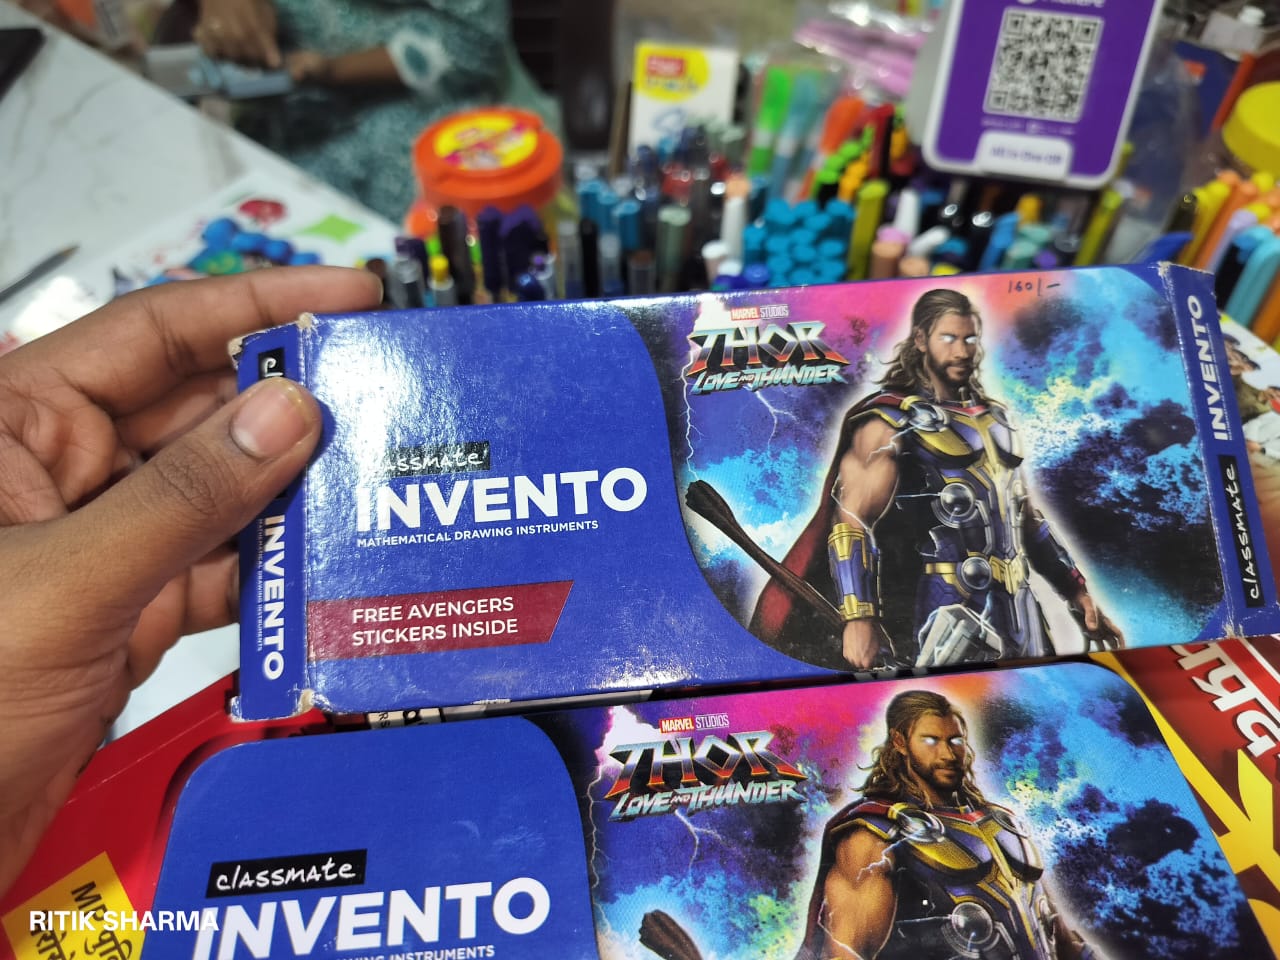 MARVEL STUDIOS
THOR
LOVE AND THUNDER
160/-
classmate
INVENTO
MATHEMATICAL DRAWING INSTRUMENTS
FREE AVENGERS
STICKERS INSIDE
INVENTO
INVENTO
classmate
MARVEL STUDIOS
THOR
LOVE AND THUNDER
classmate
INVENTO
INSTRUMENTS
RITIK SHARMA